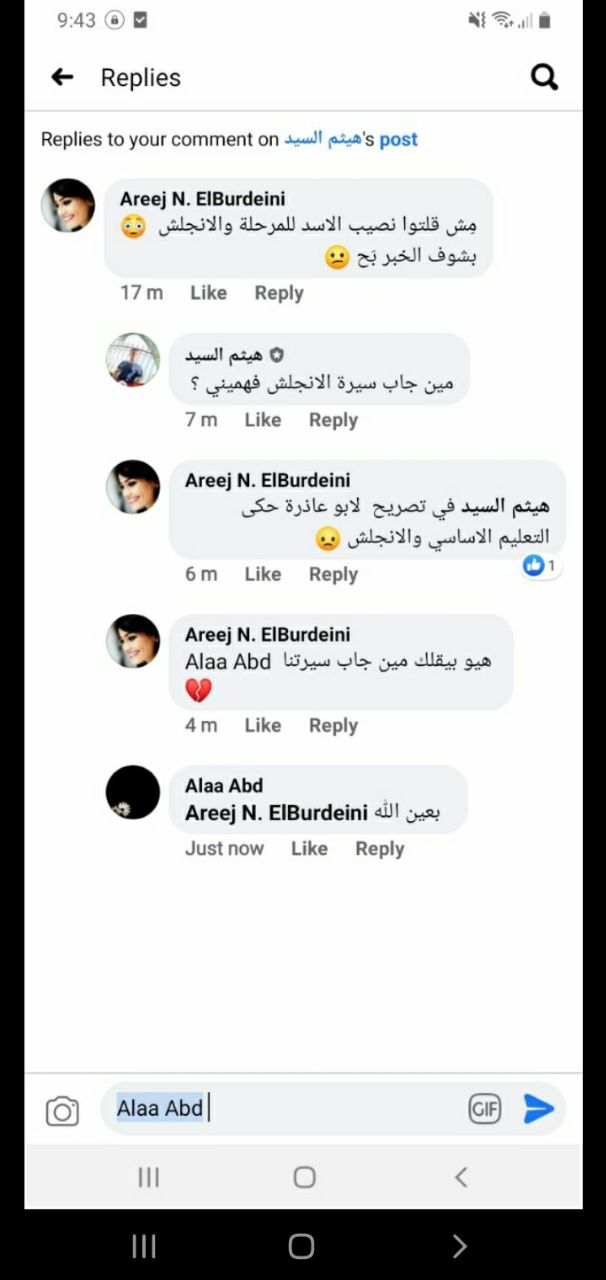 9:43
Replies
Replies to your comment on هيثم السيد's post
Areej N. ElBurdeini
مِش قلتوا نصيب الاسد للمرحلة والانجلش 😳
بشوف الخبر بَح 😕
17 m Like Reply
هيثم السيد
مين جاب سيرة الانجلش فهميني ؟
7 m Like Reply
Areej N. ElBurdeini
هيثم السيد في تصريح لابو عاذرة حكى
التعليم الاساسي والانجلش 😞
1
6 m Like Reply
Areej N. ElBurdeini
Alaa Abd هيو بيقلك مين جاب سيرتنا
💔
4 m Like Reply
Alaa Abd
Areej N. ElBurdeini بعين الله
Just now Like Reply
Alaa Abd
GIF